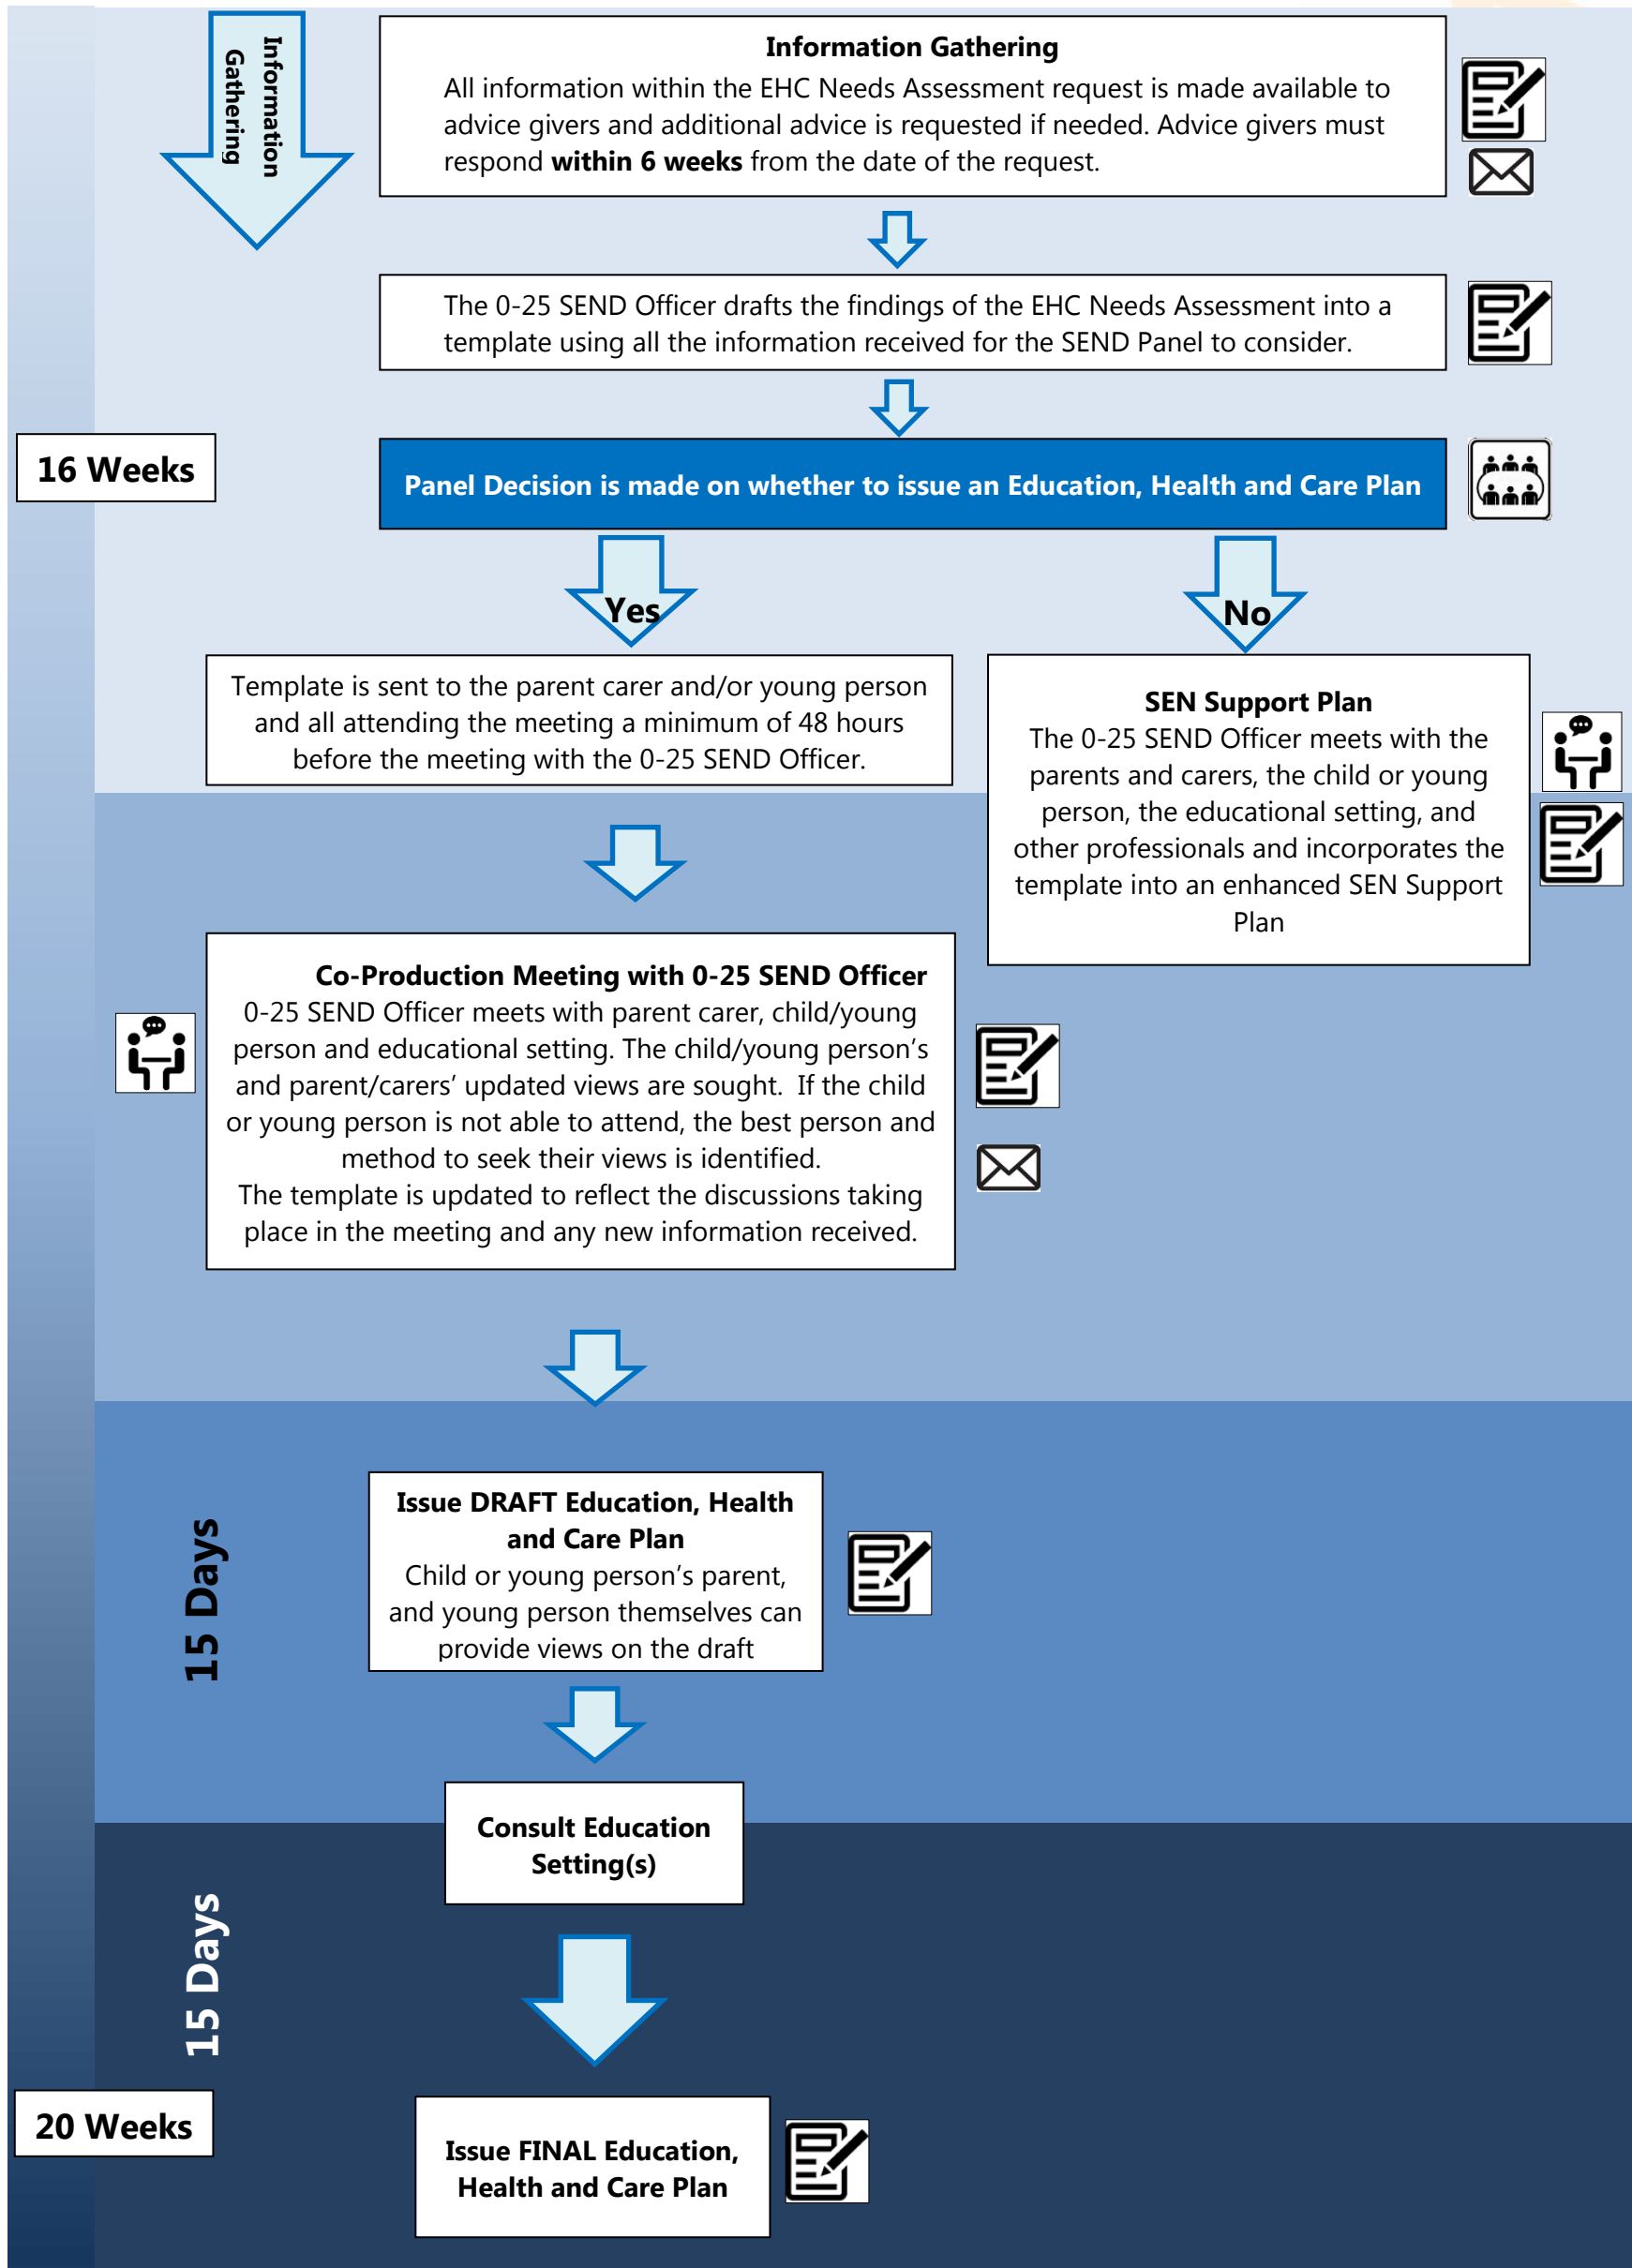 Information
Gathering
Information Gathering
All information within the EHC Needs Assessment request is made available to
advice givers and additional advice is requested if needed. Advice givers must
respond within 6 weeks from the date of the request.
The 0-25 SEND Officer drafts the findings of the EHC Needs Assessment into a
template using all the information received for the SEND Panel to consider.
16 Weeks
Panel Decision is made on whether to issue an Education, Health and Care Plan
Yes
No
Template is sent to the parent carer and/or young person
and all attending the meeting a minimum of 48 hours
before the meeting with the 0-25 SEND Officer.
SEN Support Plan
The 0-25 SEND Officer meets with the
parents and carers, the child or young
person, the educational setting, and
other professionals and incorporates the
template into an enhanced SEN Support
Plan
Co-Production Meeting with 0-25 SEND Officer
0-25 SEND Officer meets with parent carer, child/young
person and educational setting. The child/young person’s
and parent/carers’ updated views are sought.  If the child
or young person is not able to attend, the best person and
method to seek their views is identified.
The template is updated to reflect the discussions taking
place in the meeting and any new information received.
15 Days
Issue DRAFT Education, Health
and Care Plan
Child or young person’s parent,
and young person themselves can
provide views on the draft
Consult Education
Setting(s)
15 Days
20 Weeks
Issue FINAL Education,
Health and Care Plan